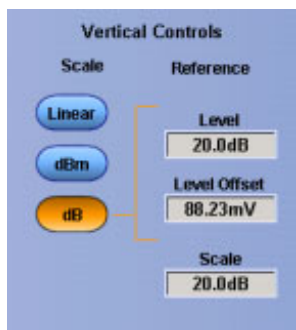 Vertical Controls
Scale
Reference
Linear
dBm
dB
Level
20.0dB
Level Offset
88.23mV
Scale
20.0dB